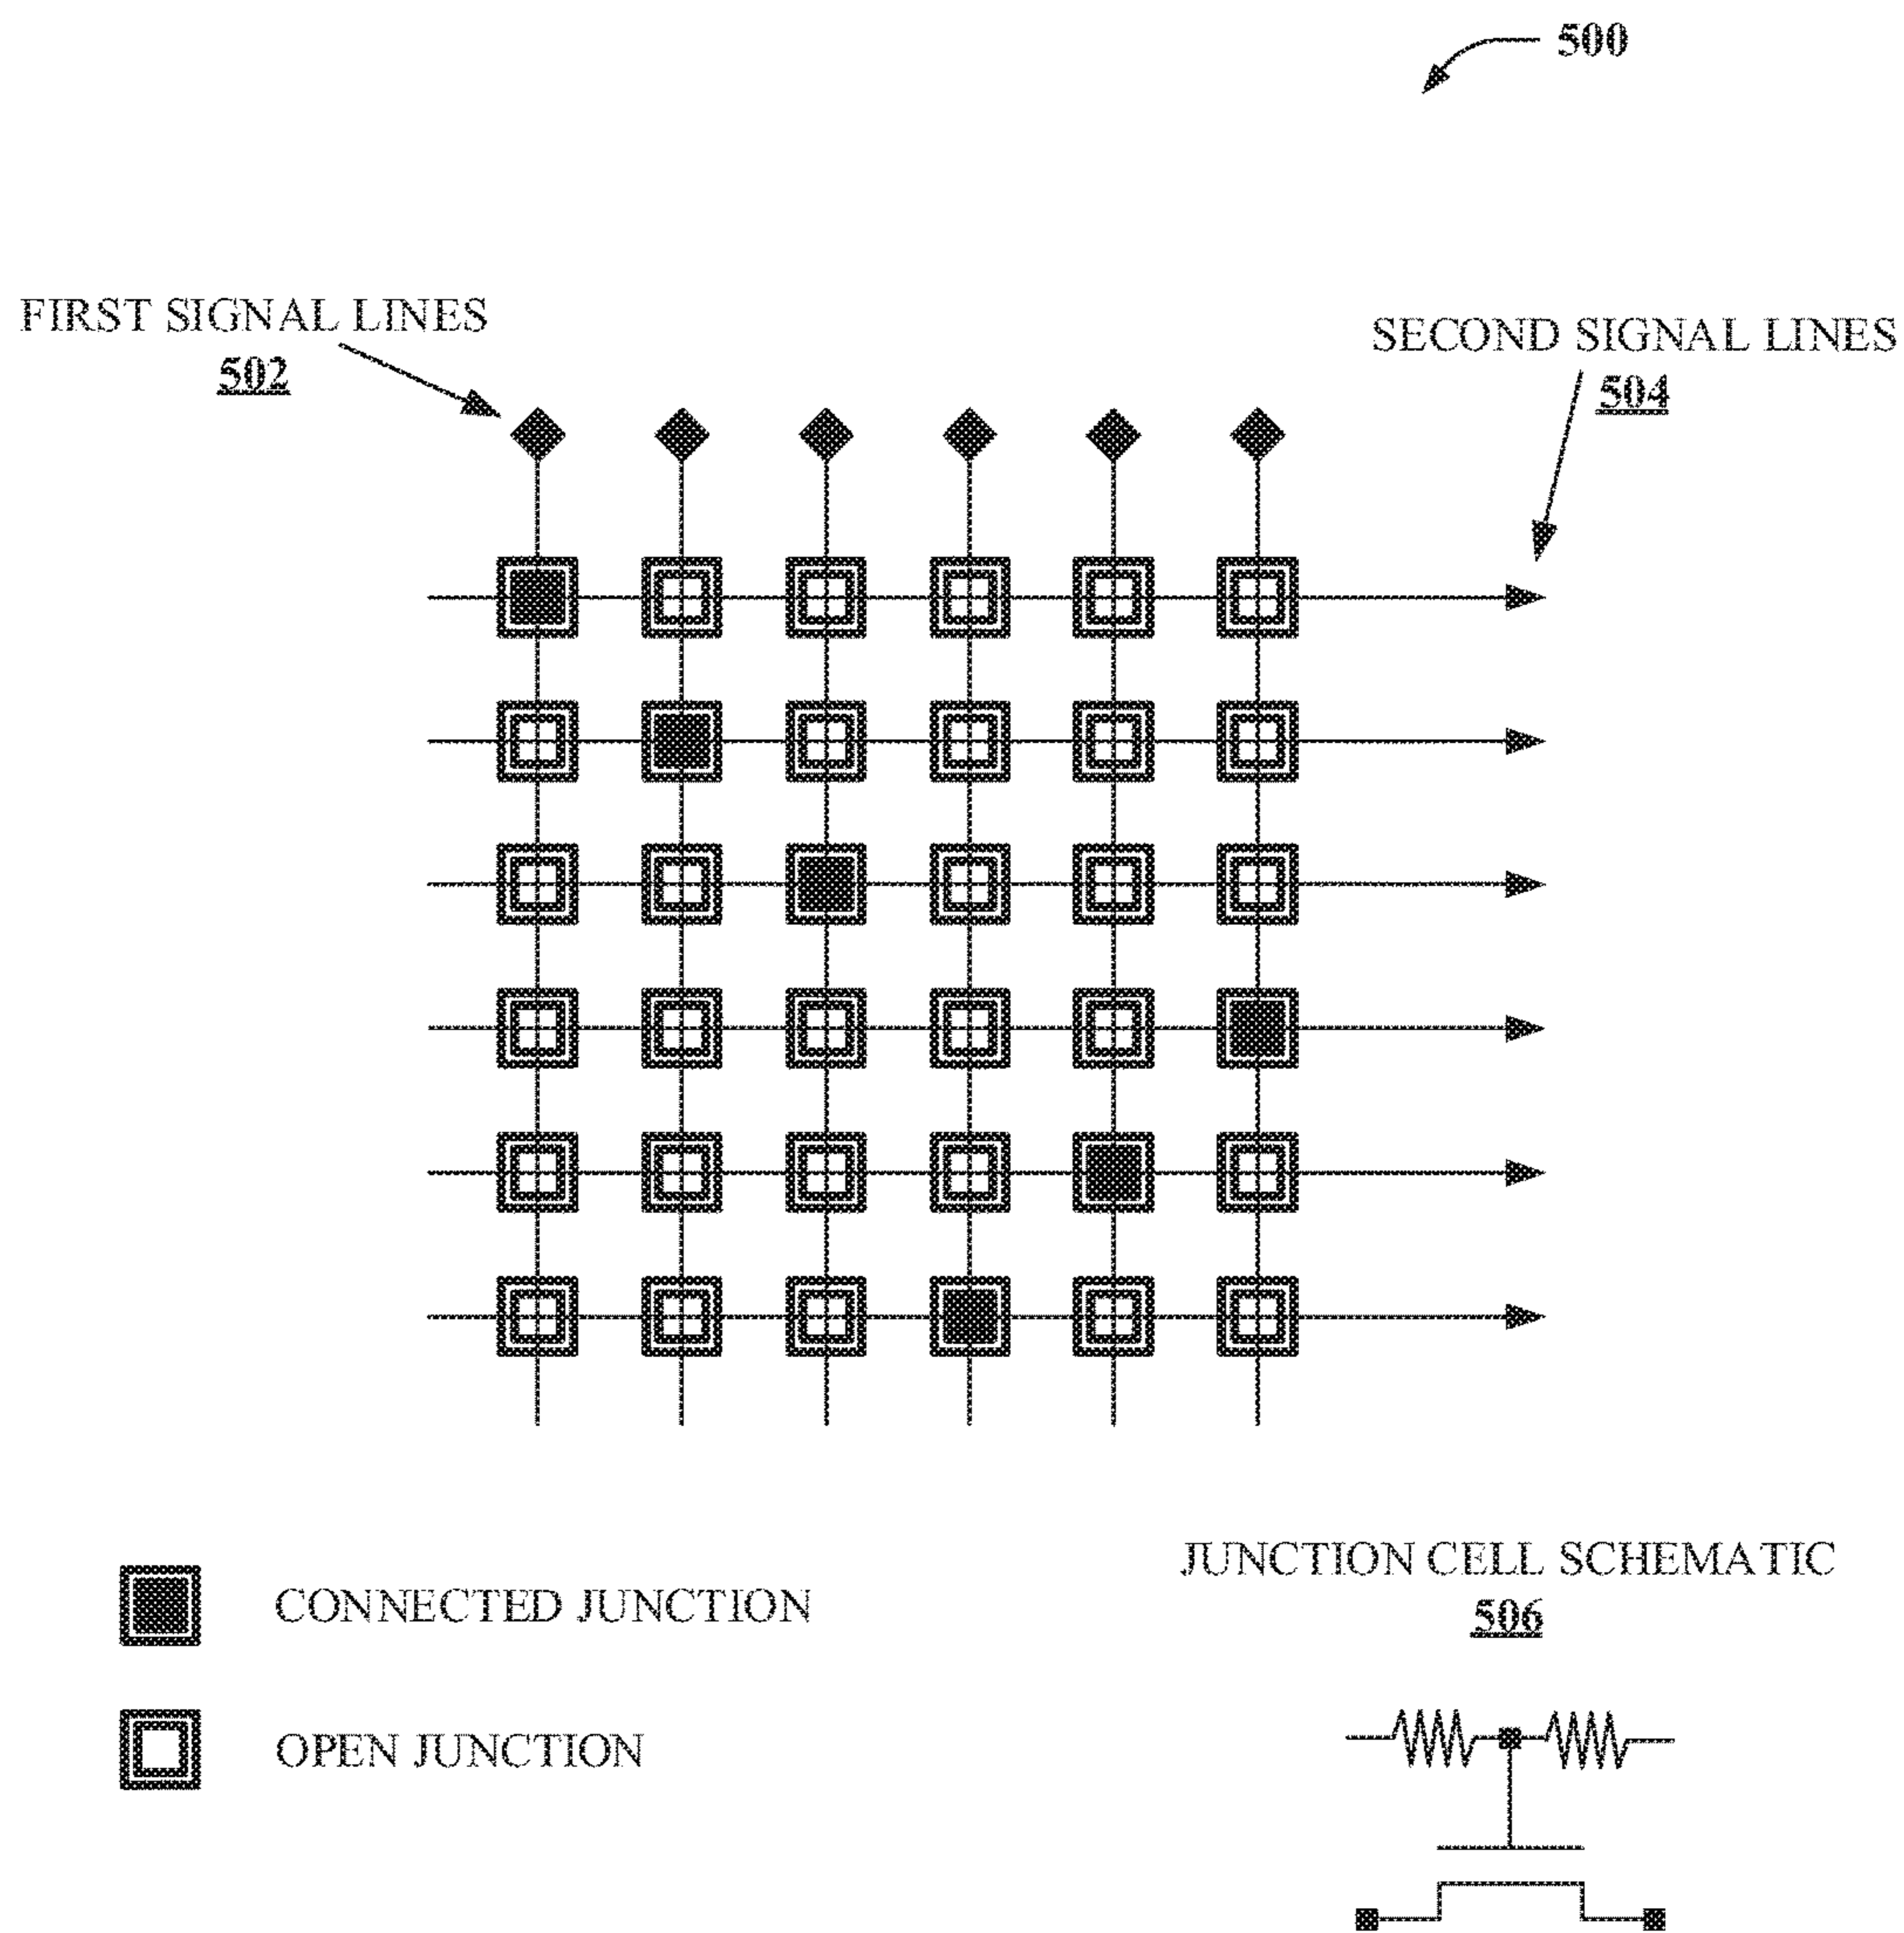 500
FIRST SIGNAL LINES
502
SECOND SIGNAL LINES
504
JUNCTION CELL SCHEMATIC
506
CONNECTED JUNCTION
OPEN JUNCTION